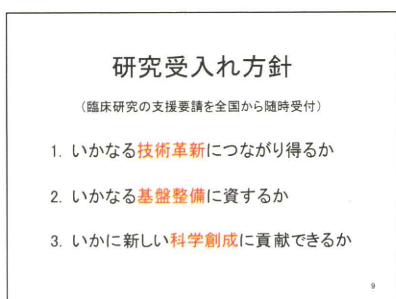 研究受入れ方針
（臨床研究の支援要請を全国から随時受付）
1. いかなる技術革新につながり得るか
2. いかなる基盤整備に資するか
3. いかに新しい科学創成に貢献できるか
9